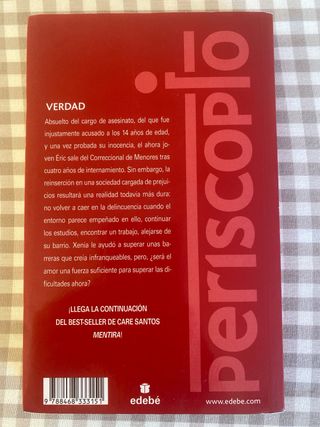 VERDAD
Absuelto del cargo de asesinato, del que fue
injustamente acusado a los 14 años de edad,
y una vez probada su inocencia, el ahora jo-
ven Eric sale del Correccional de Menores tras
cuatro años de internamiento. Sin embargo, la
reinserción en una sociedad cargada de prejui-
cios resultará una realidad todavía más dura:
no volver a caer en la delincuencia cuando el
entorno parece empeñado en ello, continuar
los estudios, encontrar un trabajo, alejarse de
su barrio. Xenia le ayudó a superar unas ba-
rreras que creía infranqueables, pero, ¿será el
amor una fuerza suficiente para superar las di-
ficultades ahora?
¡LLEGA LA CONTINUACIÓN
DEL BEST-SELLER DE CARE SANTOS
MENTIRA!
periscopio
9 788468 333151
edebé
www.edebe.com